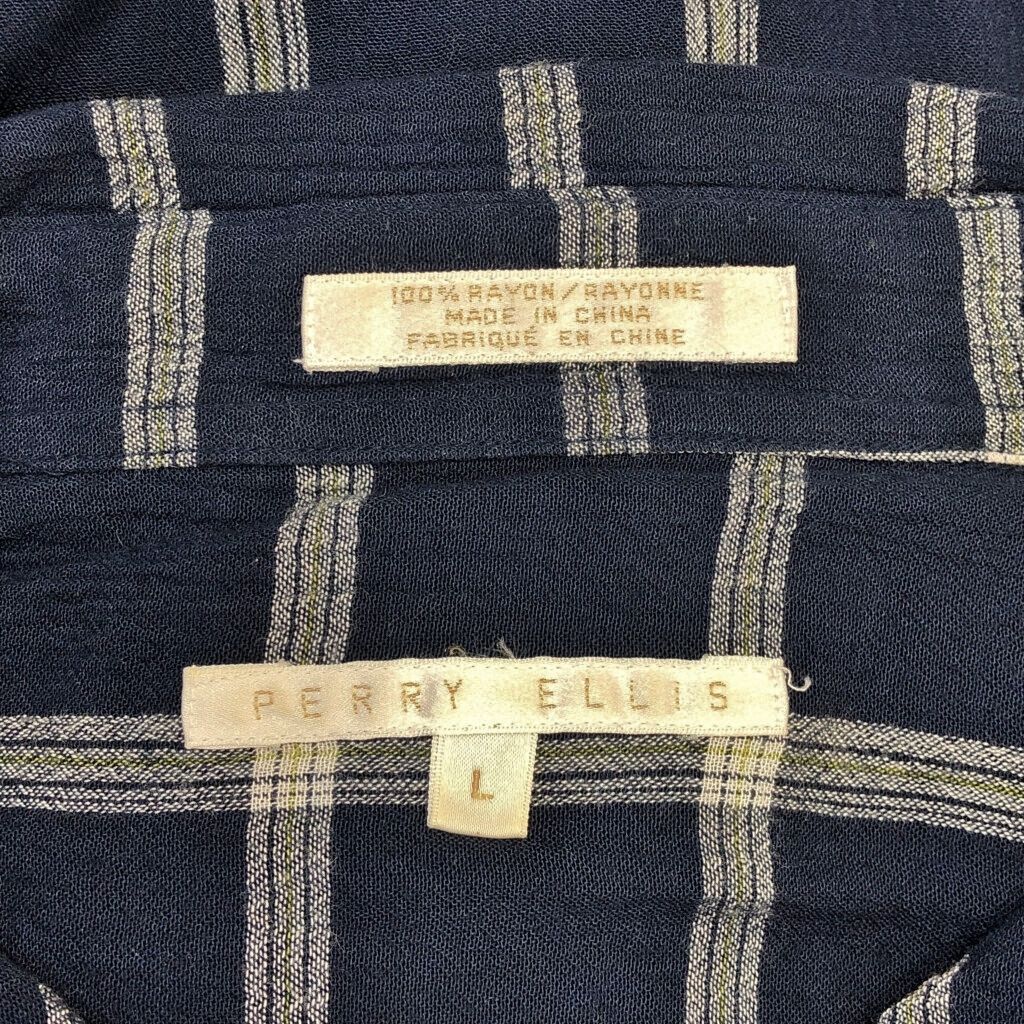 100% RAYON/RAYONNE
MADE IN CHINA
FABRIQUÉ EN CHINE
PERRY ELLIS
L